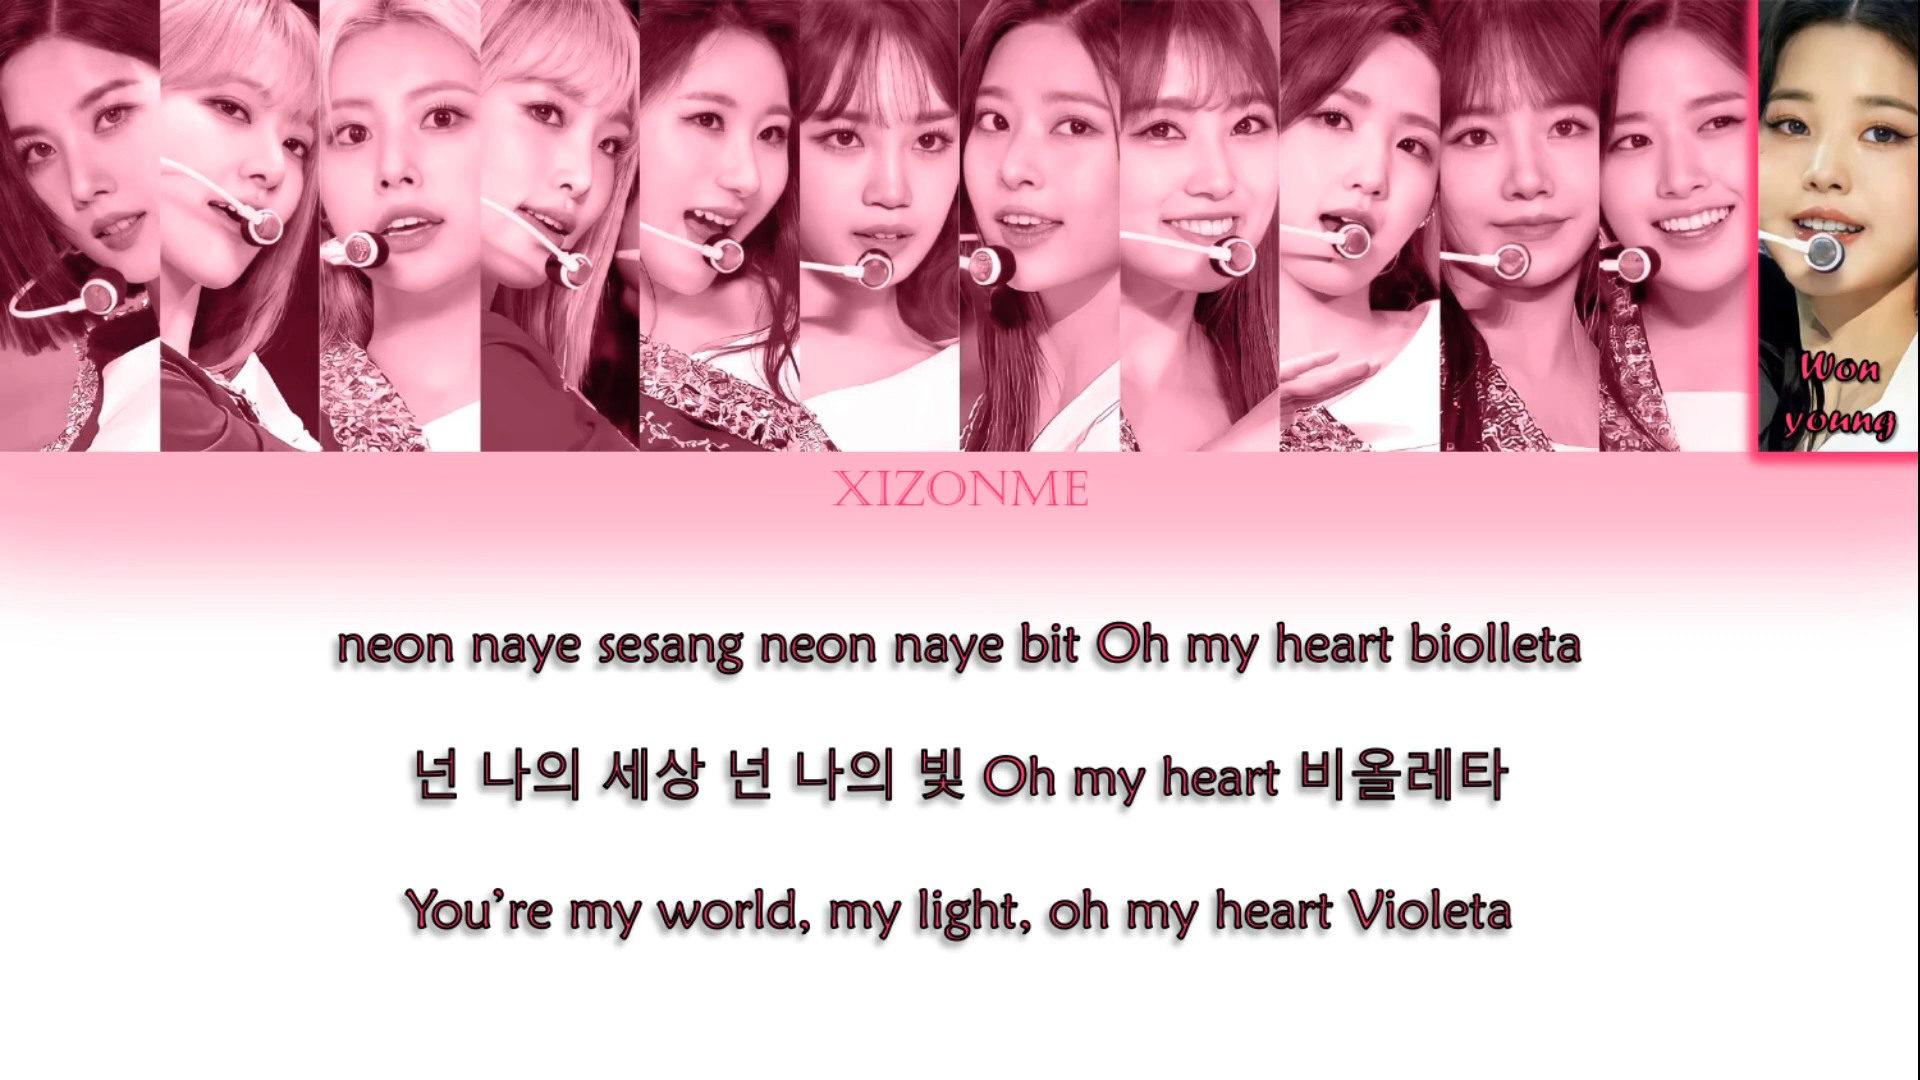 Won
young
XIZONME
neon naye sesang neon naye bit Oh my heart biolleta
넌 나의 세상 넌 나의 빛 Oh my heart 비올레타
You’re my world, my light, oh my heart Violeta